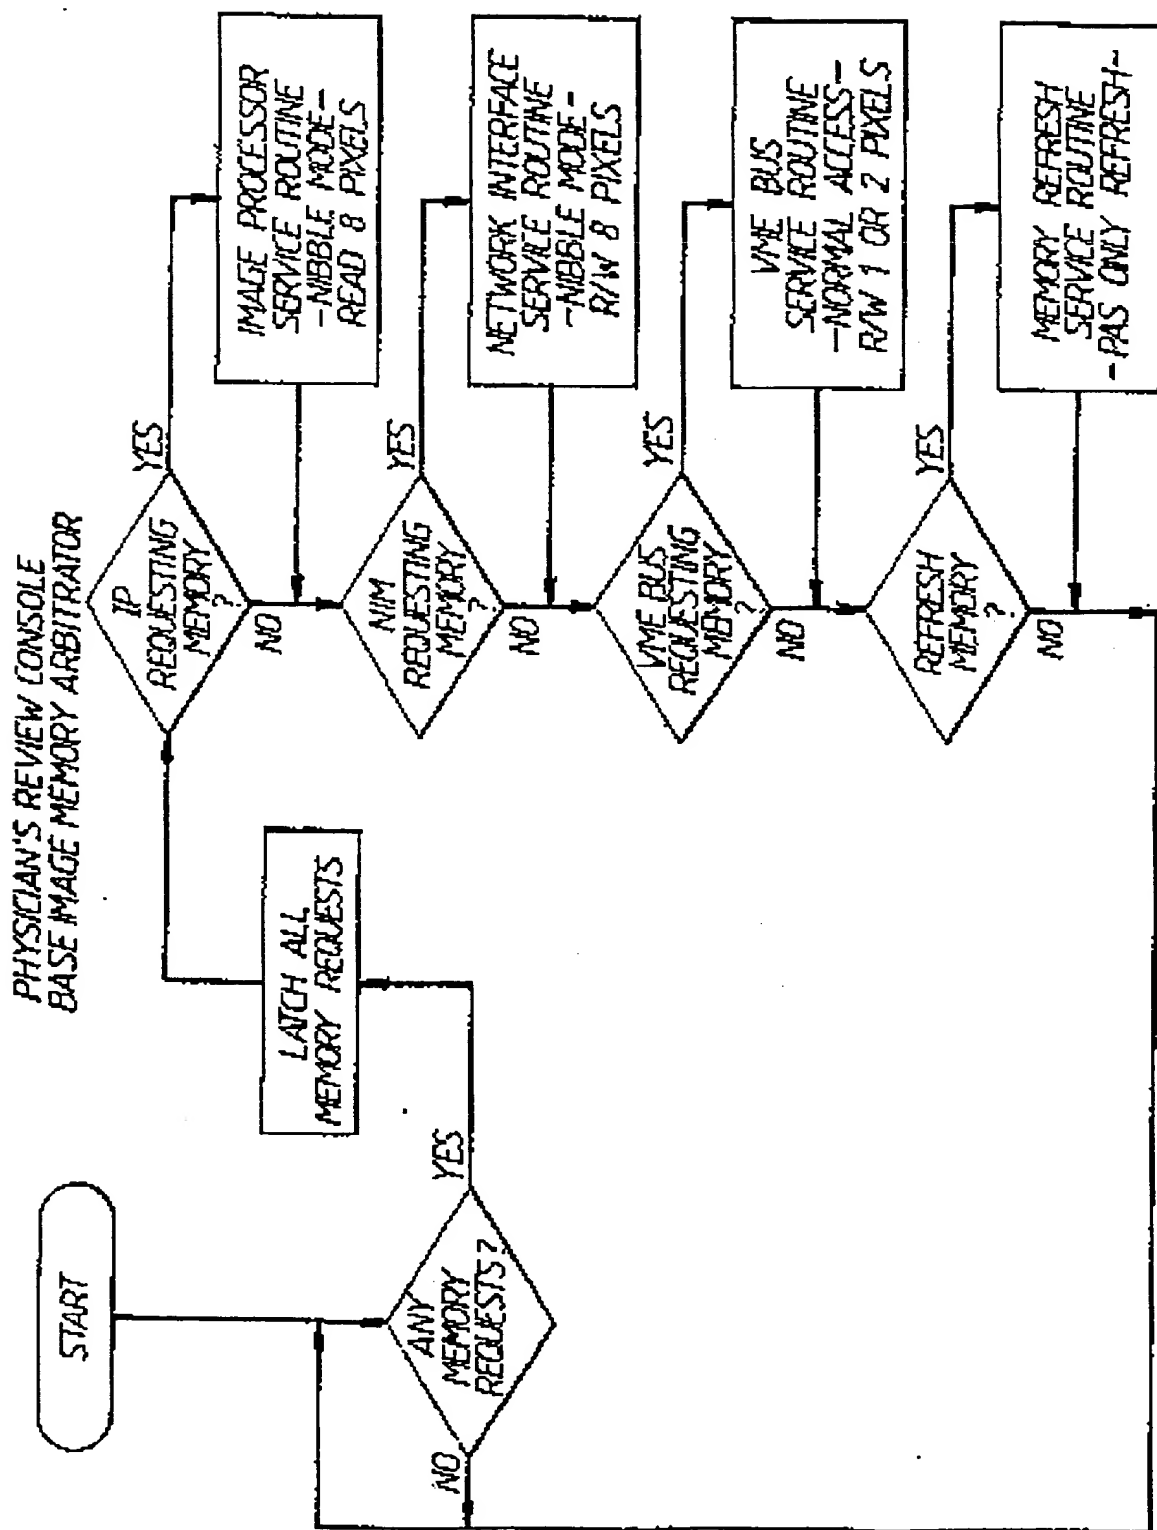 PHYSICIAN'S REVIEW CONSOLE
BASE IMAGE MEMORY ARBITRATOR
START
ANY
MEMORY
REQUESTS?
NO
YES
LATCH ALL
MEMORY REQUESTS
IP
REQUESTING
MEMORY
?
YES
NO
IMAGE PROCESSOR
SERVICE ROUTINE
-NIBBLE MODE-
READ 8 PIXELS
NIM
REQUESTING
MEMORY
?
YES
NO
NETWORK INTERFACE
SERVICE ROUTINE
-NIBBLE MODE-
R/W 8 PIXELS
VME BUS
REQUESTING
MEMORY
?
YES
NO
VME BUS
SERVICE ROUTINE
-NORMAL ACCESS-
R/W 1 OR 2 PIXELS
REFRESH
MEMORY
?
YES
NO
MEMORY REFRESH
SERVICE ROUTINE
-PAS ONLY REFRESH-